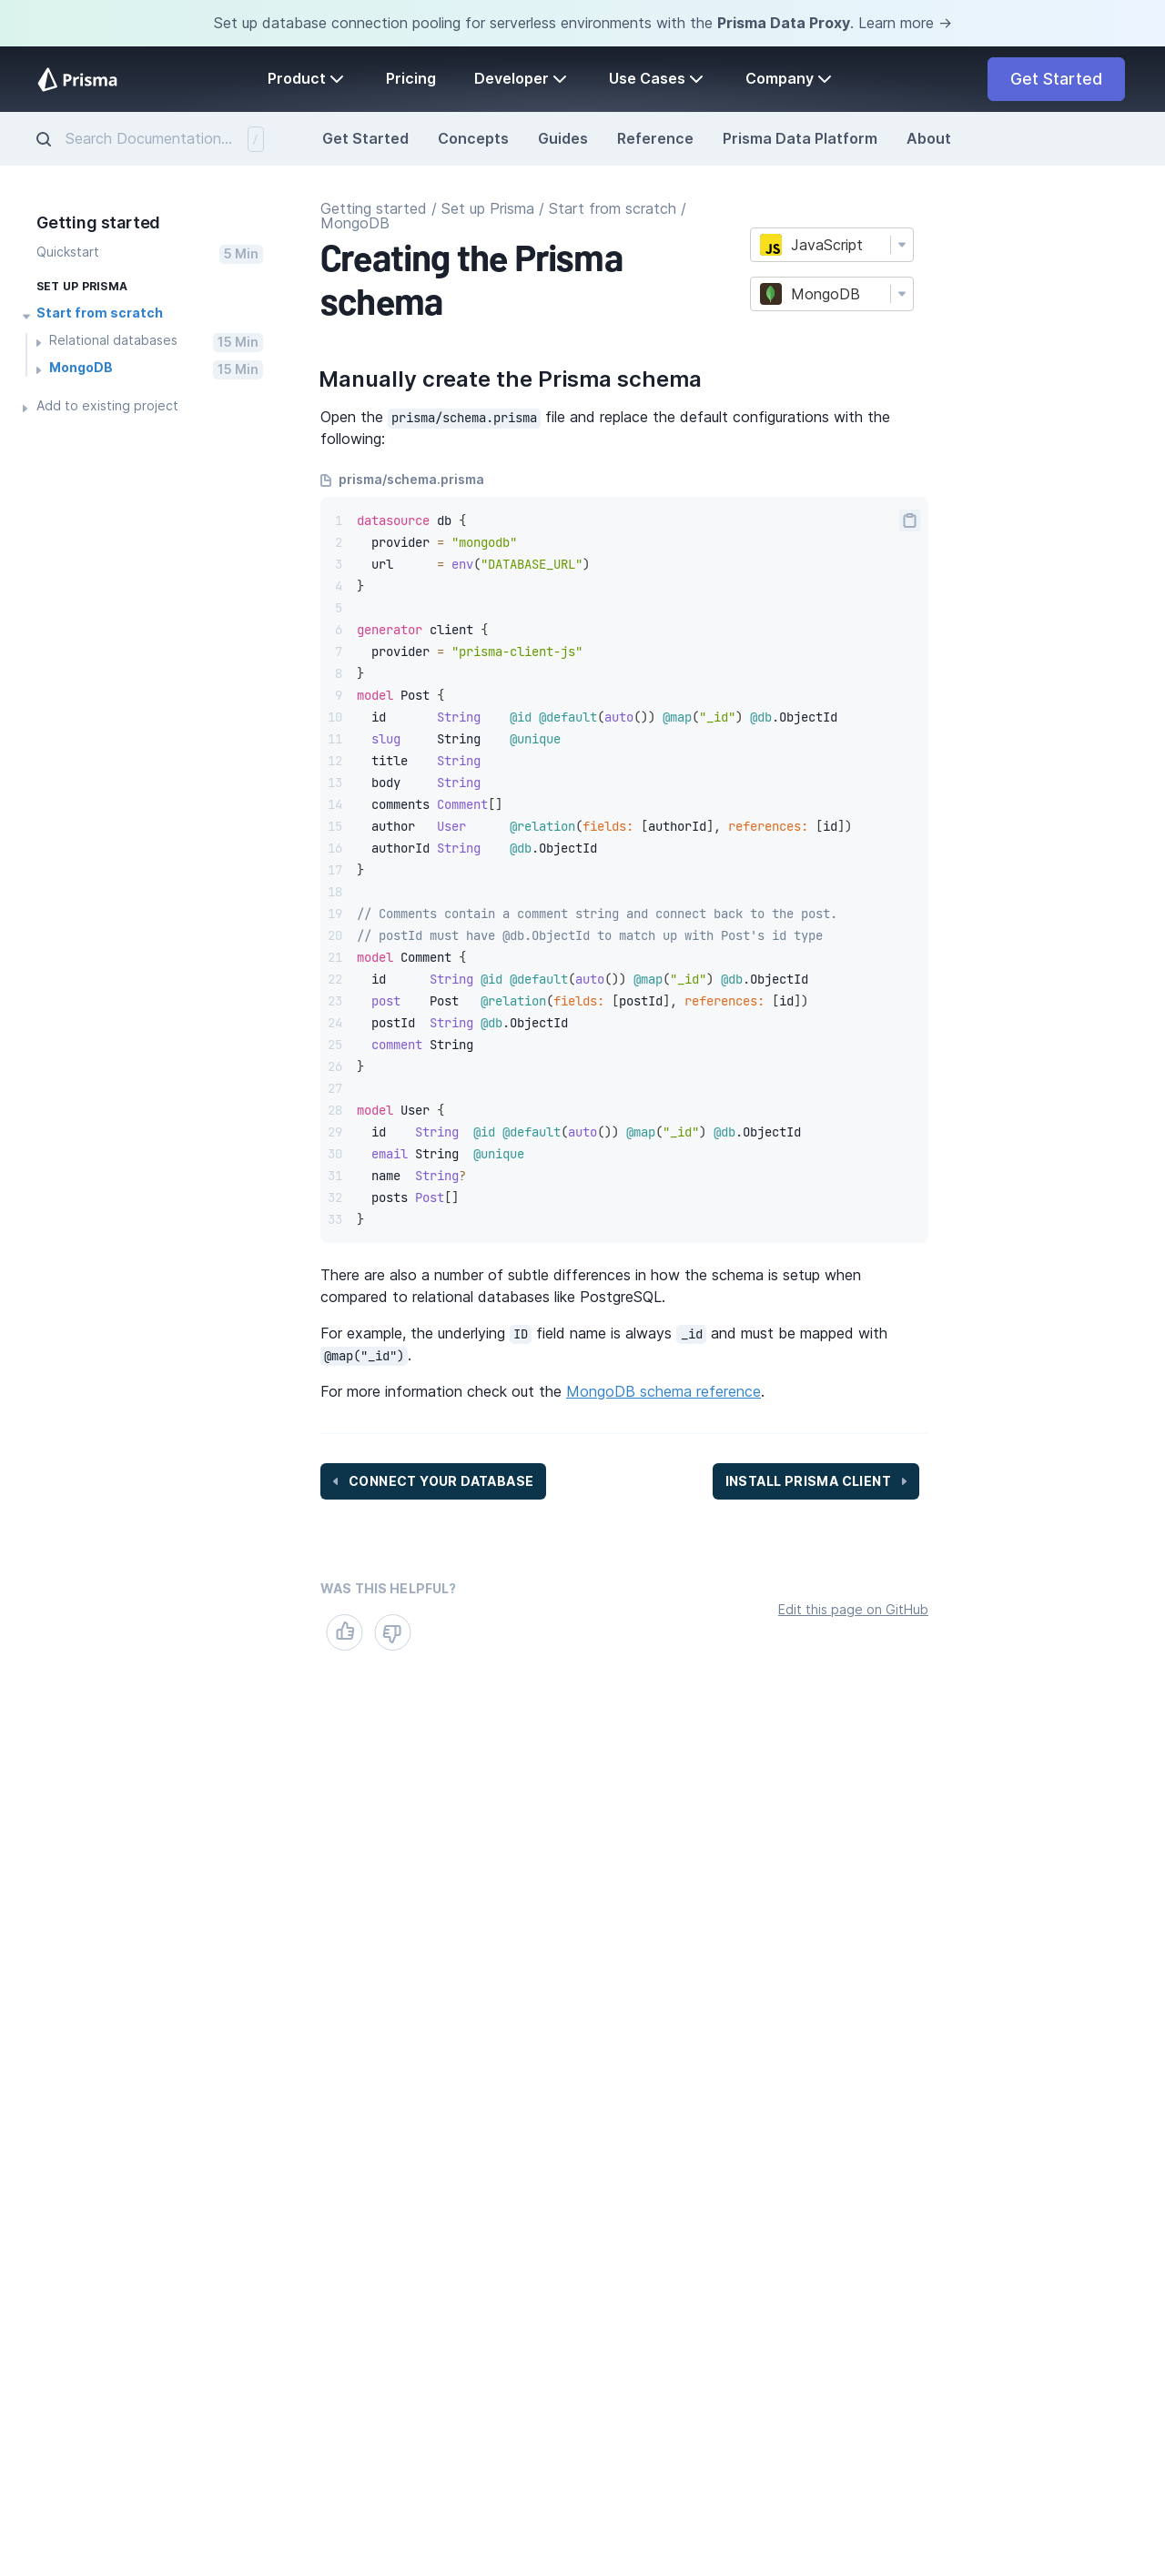 Set up database connection pooling for serverless environments with the Prisma Data Proxy. Learn more →
Prisma
Product
Pricing
Developer
Use Cases
Company
Get Started
Search Documentation...
/
Get Started
Concepts
Guides
Reference
Prisma Data Platform
About
Getting started
Quickstart
5 Min
SET UP PRISMA
Start from scratch
Relational databases
15 Min
MongoDB
15 Min
Add to existing project
Getting started / Set up Prisma / Start from scratch /
MongoDB
Creating the Prisma
schema
JS JavaScript
MongoDB
Manually create the Prisma schema
Open the prisma/schema.prisma file and replace the default configurations with the
following:
prisma/schema.prisma
1 datasource db {
2   provider = "mongodb"
3   url      = env("DATABASE_URL")
4 }
5
6 generator client {
7   provider = "prisma-client-js"
8 }
9 model Post {
10   id       String    @id @default(auto()) @map("_id") @db.ObjectId
11   slug     String    @unique
12   title    String
13   body     String
14   comments Comment[]
15   author   User      @relation(fields: [authorId], references: [id])
16   authorId String    @db.ObjectId
17 }
18
19 // Comments contain a comment string and connect back to the post.
20 // postId must have @db.ObjectId to match up with Post's id type
21 model Comment {
22   id      String @id @default(auto()) @map("_id") @db.ObjectId
23   post    Post   @relation(fields: [postId], references: [id])
24   postId  String @db.ObjectId
25   comment String
26 }
27
28 model User {
29   id    String  @id @default(auto()) @map("_id") @db.ObjectId
30   email String  @unique
31   name  String?
32   posts Post[]
33 }
There are also a number of subtle differences in how the schema is setup when
compared to relational databases like PostgreSQL.
For example, the underlying ID field name is always _id and must be mapped with
@map("_id") .
For more information check out the MongoDB schema reference.
CONNECT YOUR DATABASE
INSTALL PRISMA CLIENT
WAS THIS HELPFUL?
Edit this page on GitHub